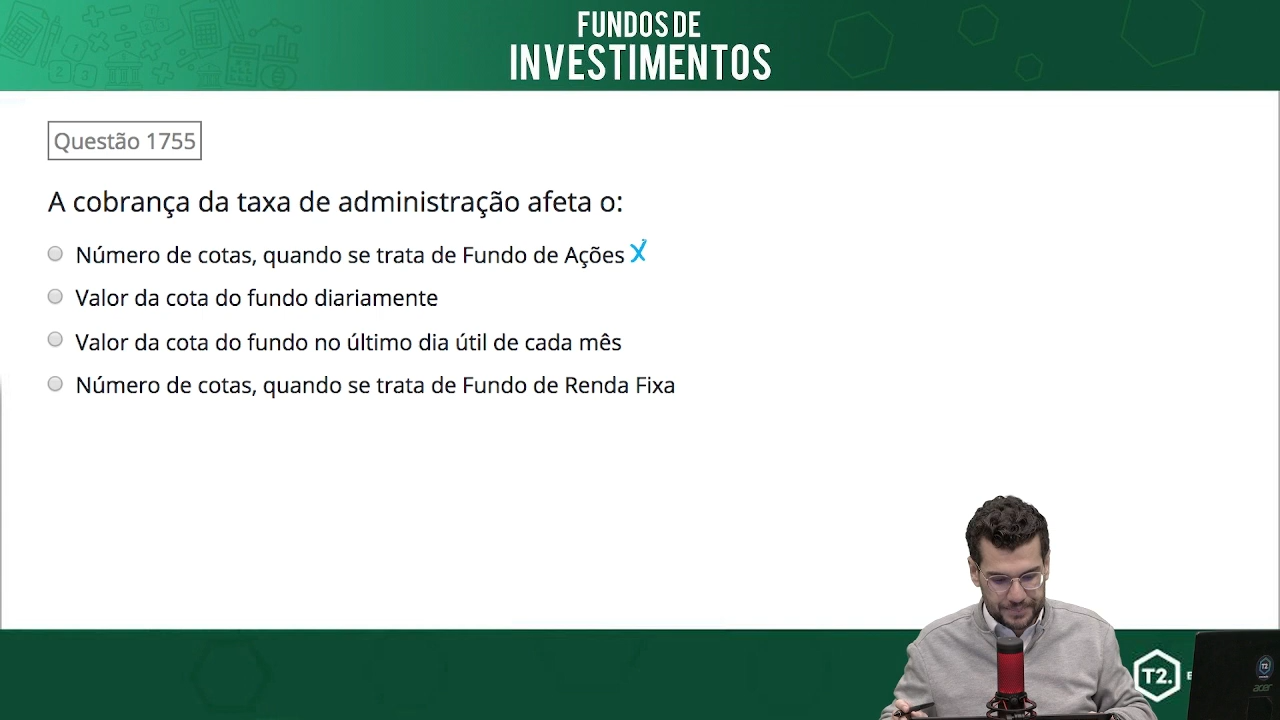 FUNDOS DE
INVESTIMENTOS
Questão 1755
A cobrança da taxa de administração afeta o:
Número de cotas, quando se trata de Fundo de Ações X
Valor da cota do fundo diariamente
Valor da cota do fundo no último dia útil de cada mês
Número de cotas, quando se trata de Fundo de Renda Fixa
T2.
E
acer